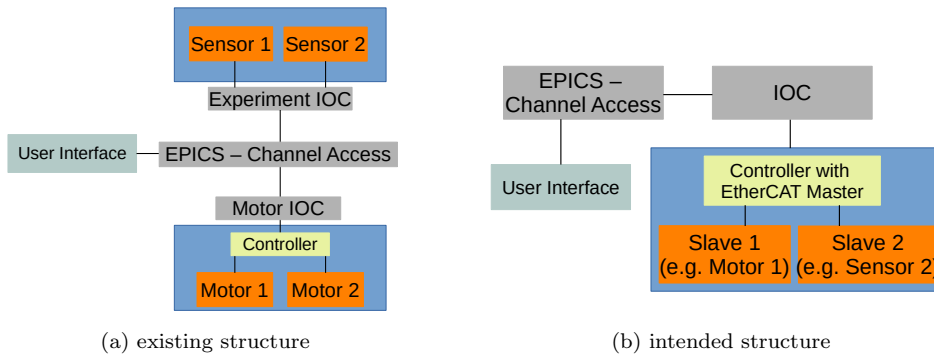 Sensor 1
Sensor 2
Experiment IOC
User Interface
EPICS – Channel Access
Motor IOC
Controller
Motor 1
Motor 2
(a) existing structure
EPICS –
Channel Access
IOC
User Interface
Controller with
EtherCAT Master
Slave 1
(e.g. Motor 1)
Slave 2
(e.g. Sensor 2)
(b) intended structure